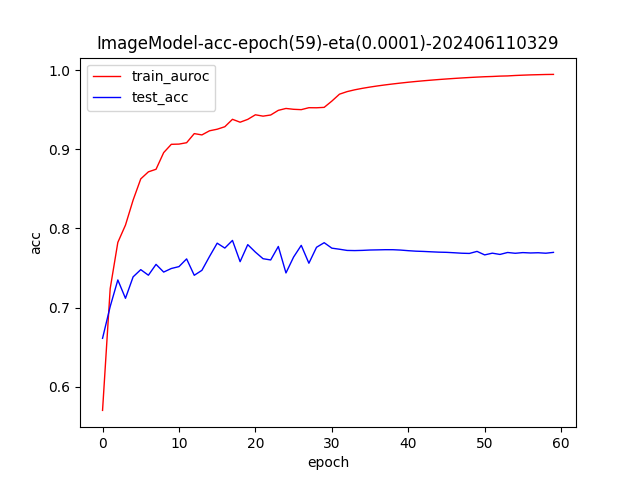 ImageModel-acc-epoch(59)-eta(0.0001)-202406110329
train_auroc
test_acc
1.0
0.9
0.8
0.7
0.6
acc
0 10 20 30 40 50 60
epoch